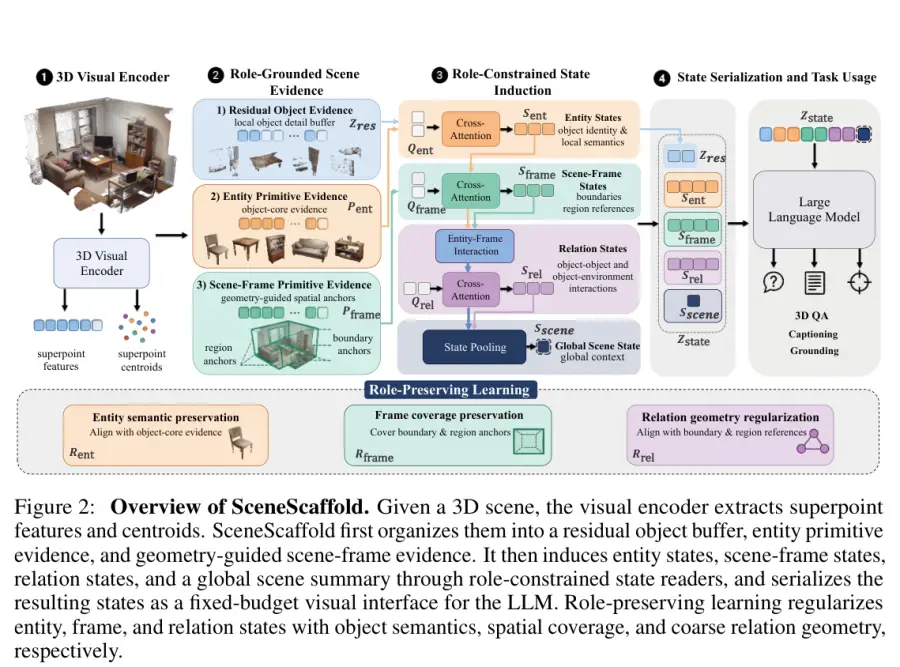 1 3D Visual Encoder
3D Visual
Encoder
superpoint
features
superpoint
centroids
2 Role-Grounded Scene
Evidence
1) Residual Object Evidence
local object detail buffer
Z_res
...
2) Entity Primitive Evidence
object-core evidence
P_ent
...
3) Scene-Frame Primitive Evidence
geometry-guided spatial anchors
P_frame
...
region
anchors
boundary
anchors
3 Role-Constrained State
Induction
Q_ent
Cross-
Attention
S_ent
Entity States
object identity &
local semantics
Q_frame
Cross-
Attention
S_frame
Scene-Frame
States
boundaries
region references
Entity-Frame
Interaction
Q_rel
Cross-
Attention
S_rel
Relation States
object-object and
object-environment
interactions
State Pooling
S_scene
Global Scene State
global context
4 State Serialization and Task Usage
Z_res
S_ent
S_frame
S_rel
S_scene
Z_state
Z_state
Large
Language Model
?
3D QA
Captioning
Grounding
Role-Preserving Learning
Entity semantic preservation
Align with object-core evidence
R_ent
Frame coverage preservation
Cover boundary & region anchors
R_frame
Relation geometry regularization
Align with boundary & region references
R_rel
Figure 2: Overview of SceneScaffold. Given a 3D scene, the visual encoder extracts superpoint
features and centroids. SceneScaffold first organizes them into a residual object buffer, entity primitive
evidence, and geometry-guided scene-frame evidence. It then induces entity states, scene-frame states,
relation states, and a global scene summary through role-constrained state readers, and serializes the
resulting states as a fixed-budget visual interface for the LLM. Role-preserving learning regularizes
entity, frame, and relation states with object semantics, spatial coverage, and coarse relation geometry,
respectively.